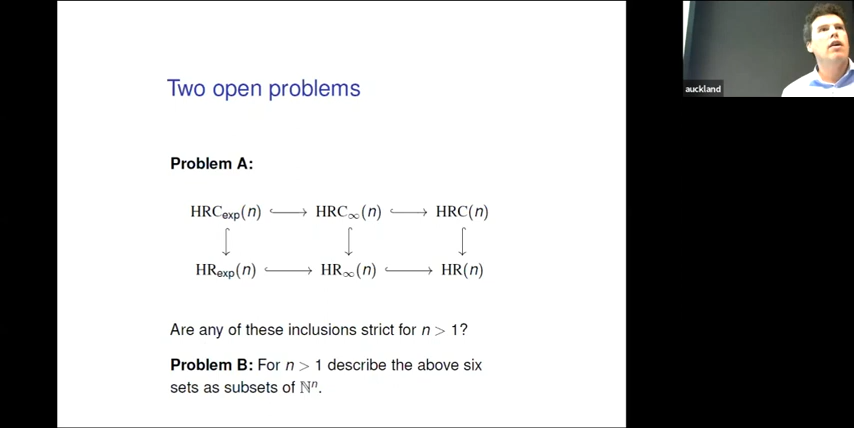 Two open problems
auckland
Problem A:
HRC_exp(n) ↪ HRC_∞(n) ↪ HRC(n)
HR_exp(n) ↪ HR_∞(n) ↪ HR(n)
Are any of these inclusions strict for n > 1?
Problem B: For n > 1 describe the above six
sets as subsets of ℕⁿ.